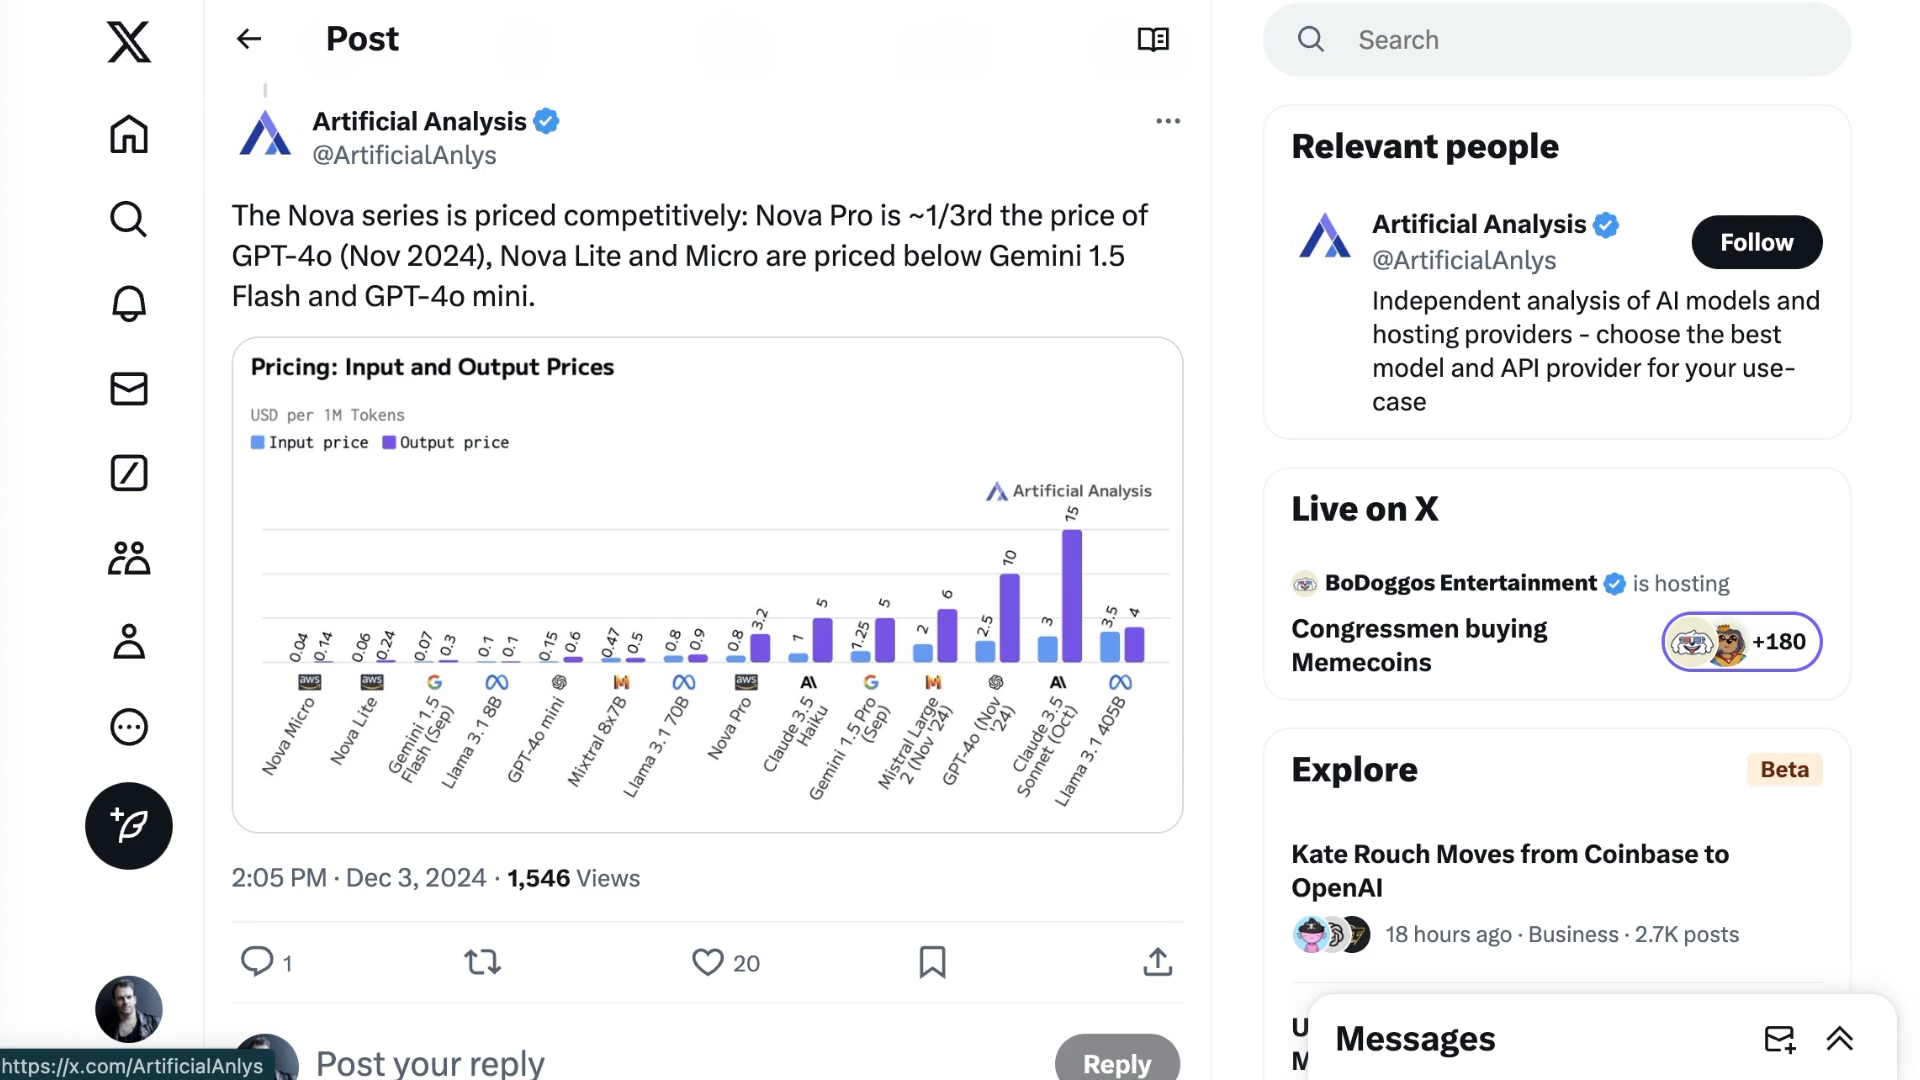 Post
Search
Artificial Analysis
@ArtificialAnlys
The Nova series is priced competitively: Nova Pro is ~1/3rd the price of
GPT-4o (Nov 2024), Nova Lite and Micro are priced below Gemini 1.5
Flash and GPT-4o mini.
Pricing: Input and Output Prices
USD per 1M Tokens
Input price Output price
Artificial Analysis
0.04 0.14 0.06 0.24 0.07 0.3 0.1 0.1 0.15 0.6 0.47 0.5 0.8 0.9 0.8 3.2 1 5 1.25 5 2 6 2.5 10 3 15 3.5 4
aws aws aws
Nova Micro
Nova Lite
Gemini 1.5
Flash (Sep)
Llama 3.1 8B
GPT-4o mini
Mixtral 8x7B
Llama 3.1 70B
Nova Pro
Claude 3.5
Haiku
Gemini 1.5 Pro
(Sep)
Mistral Large
2 (Nov '24)
GPT-4o (Nov
'24)
Claude 3.5
Sonnet (Oct)
Llama 3.1 405B
2:05 PM · Dec 3, 2024 · 1,546 Views
1
20
Post your reply
Reply
https://x.com/ArtificialAnlys
Relevant people
Artificial Analysis
@ArtificialAnlys
Follow
Independent analysis of AI models and
hosting providers - choose the best
model and API provider for your use-
case
Live on X
BoDoggos Entertainment is hosting
Congressmen buying
Memecoins
+180
Explore
Beta
Kate Rouch Moves from Coinbase to
OpenAI
18 hours ago · Business · 2.7K posts
Messages